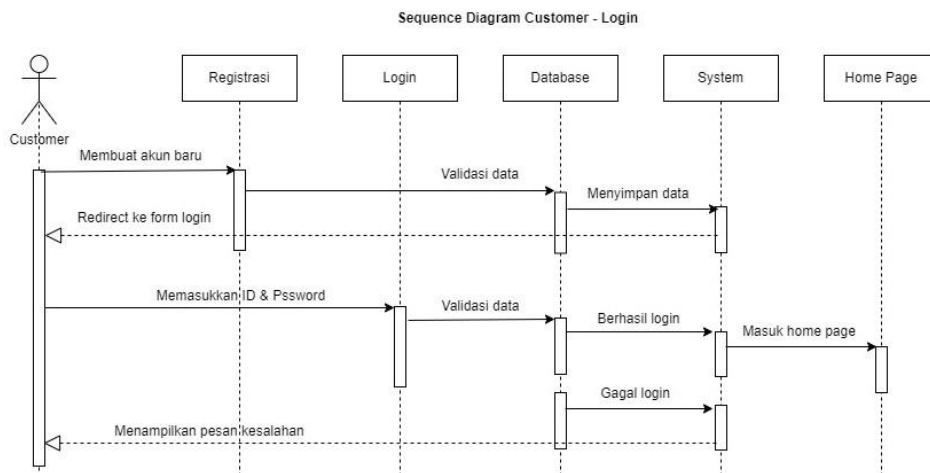 Sequence Diagram Customer - Login
Registrasi
Login
Database
System
Home Page
Customer
Membuat akun baru
Validasi data
Menyimpan data
Redirect ke form login
Memasukkan ID & Pssword
Validasi data
Berhasil login
Masuk home page
Gagal login
Menampilkan pesan kesalahan